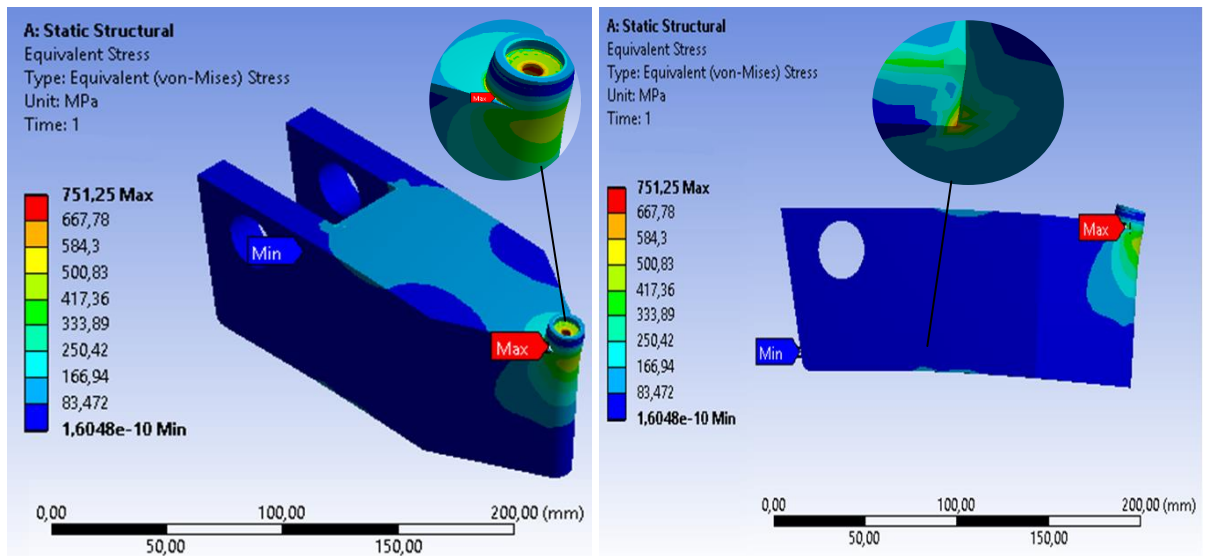 A: Static Structural
Equivalent Stress
Type: Equivalent (von-Mises) Stress
Unit: MPa
Time: 1
Max
751,25 Max
667,78
584,3
500,83
417,36
333,89
250,42
166,94
83,472
1,6048e-10 Min
Min
Max
0,00
100,00
200,00 (mm)
50,00
150,00
A: Static Structural
Equivalent Stress
Type: Equivalent (von-Mises) Stress
Unit: MPa
Time: 1
751,25 Max
667,78
584,3
500,83
417,36
333,89
250,42
166,94
83,472
1,6048e-10 Min
Max
Min
0,00
100,00
200,00 (mm)
50,00
150,00